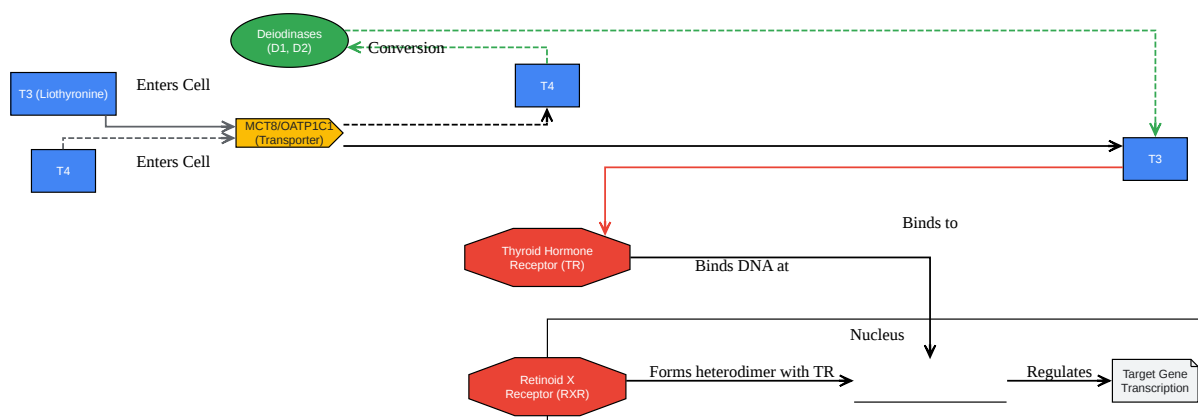 Deiodinases
(D1, D2)
Conversion
T3 (Liothyronine)
Enters Cell
T4
MCT8/OATP1C1
(Transporter)
Enters Cell
T4
T3
Binds to
Thyroid Hormone
Receptor (TR)
Binds DNA at
Nucleus
Retinoid X
Receptor (RXR)
Forms heterodimer with TR
Regulates
Target Gene
Transcription